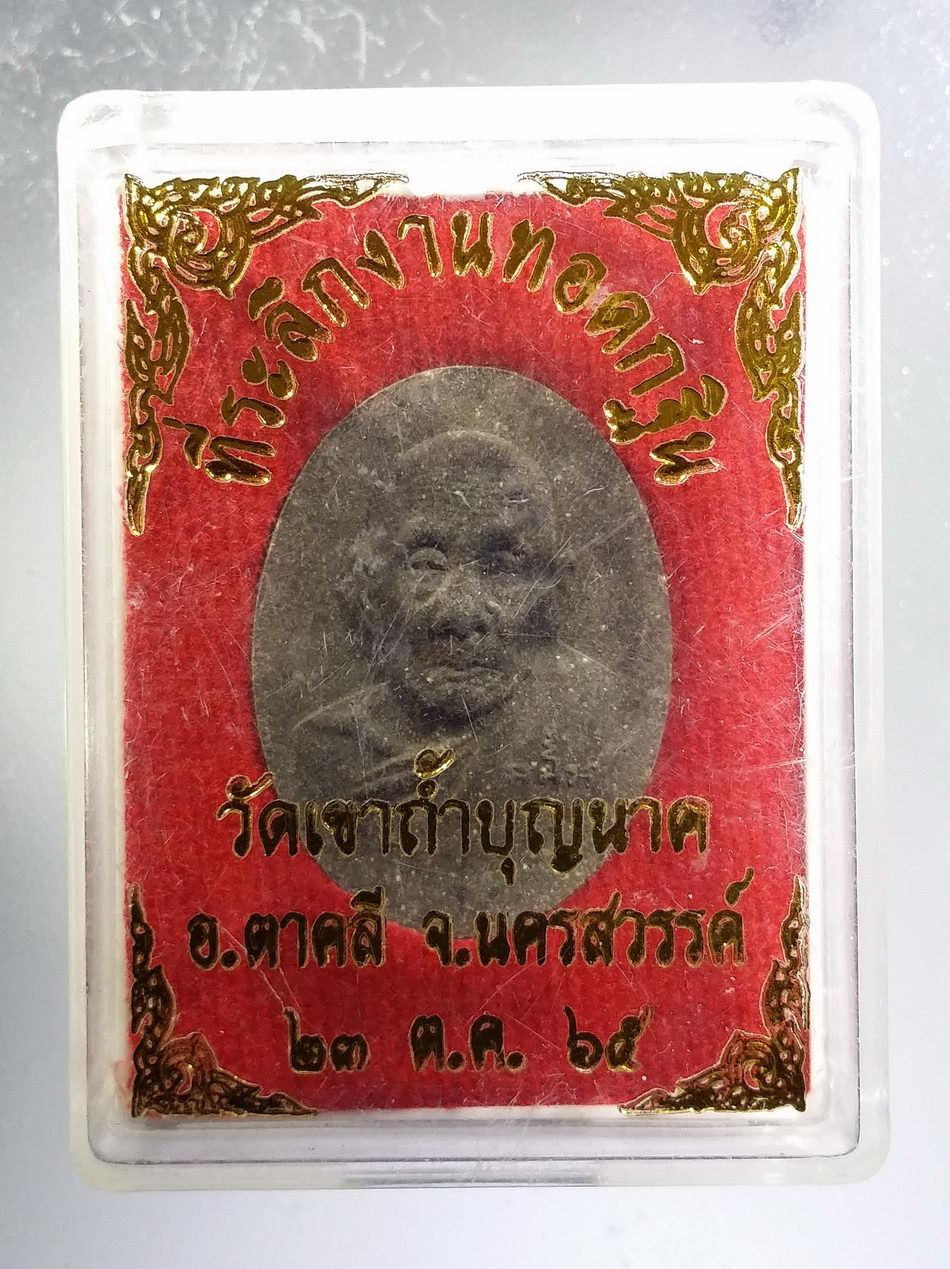 ที่ระลึกงานทอดกฐิน
วัดเขาถ้ำบุญนาค
อ.ตาคลี จ.นครสวรรค์
๒๓ ต.ค. ๖๕